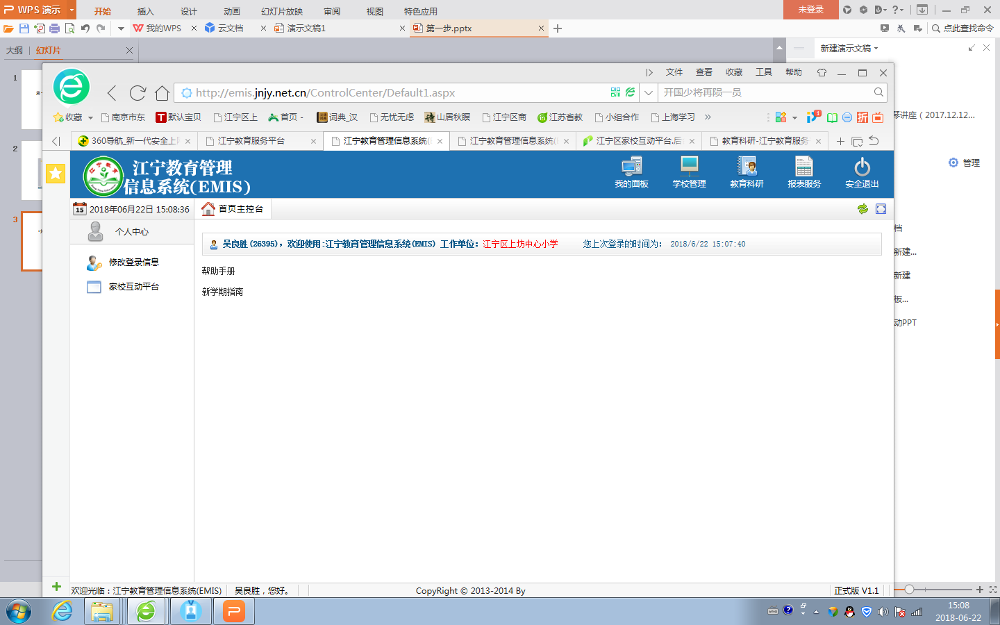 WPS 演示
开始 插入 设计 动画 幻灯片放映 审阅 视图 特色应用
未登录
我的WPS × 云文档 × 演示文稿1 × 第一步.pptx × +
点此查找命令
大纲 | 幻灯片 ×
新建演示文稿
1
2
3
琴讲座 ( 2017.12.12...
管理
档
新建...
新建
板...
动PPT
文件 查看 收藏 工具 帮助
http://emis.jnjy.net.cn/ControlCenter/Default1.aspx
开国少将再陨一员
收藏 南京市东 默认宝贝 江宁区上 首页 - 词典_汉 无忧无虑 山居秋暝 江宁区商 江苏省教 小组合作 上海学习 »
1
折
360导航_新一代安全上 × 江宁教育服务平台 × 江宁教育管理信息系统( × 江宁教育管理信息系统( × 江宁区家校互动平台.后 × 教育科研-江宁教育服务 ×
江宁教育管理
信息系统(EMIS)
我的面板 学校管理 教育科研 报表服务 安全退出
15 2018年06月22日 15:08:36
首页主控台
个人中心
修改登录信息
家校互动平台
吴良胜(26395)，欢迎使用:江宁教育管理信息系统(EMIS) 工作单位：江宁区上坊中心小学 您上次登录的时间为： 2018/6/22 15:07:40
帮助手册
新学期指南
欢迎光临：江宁教育管理信息系统(EMIS) 吴良胜，您好。 CopyRight © 2013-2014 By 正式版 V1.1
15:08
2018-06-22